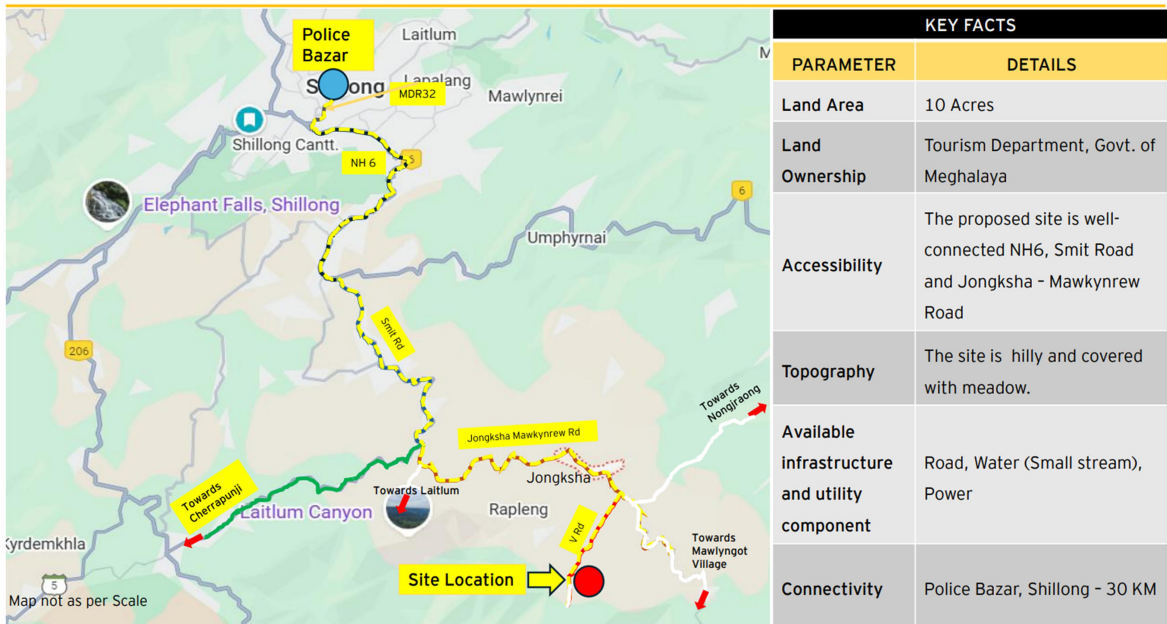 Police
Bazar
Laitlum
Lapalang
Shillong
MDR32
Mawlynrei
Shillong Cantt.
NH 6
5
Elephant Falls, Shillong
6
Umphyrnai
206
Smit Rd
Towards
Nongjraong
Jongksha Mawkynrew Rd
Jongksha
Towards Laitlum
Towards
Cherrapunji
Laitlum Canyon
Rapleng
V Rd
Kyrdemkhla
Towards
Mawlyngot
Village
Site Location
5
Map not as per Scale
M
KEY FACTS
PARAMETER DETAILS
Land Area 10 Acres
Land
Ownership
Tourism Department, Govt. of
Meghalaya
Accessibility
The proposed site is well-
connected NH6, Smit Road
and Jongksha – Mawkynrew
Road
Topography
The site is hilly and covered
with meadow.
Available
infrastructure
and utility
component
Road, Water (Small stream),
Power
Connectivity Police Bazar, Shillong – 30 KM